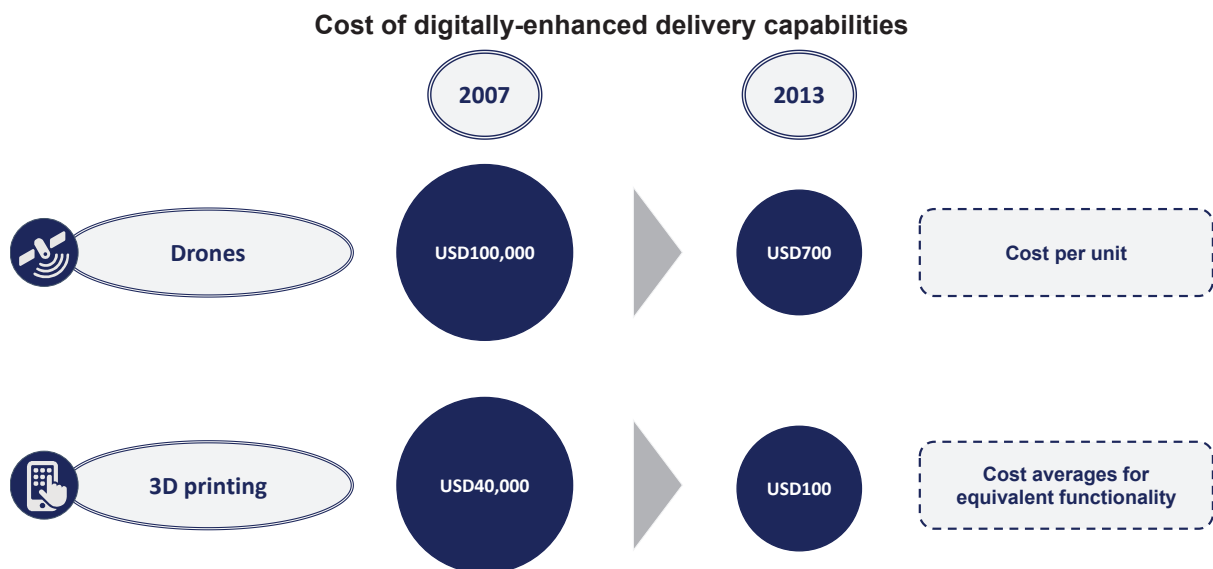 Cost of digitally-enhanced delivery capabilities
2007
2013
Drones
USD100,000
USD700
Cost per unit
3D printing
USD40,000
USD100
Cost averages for
equivalent functionality